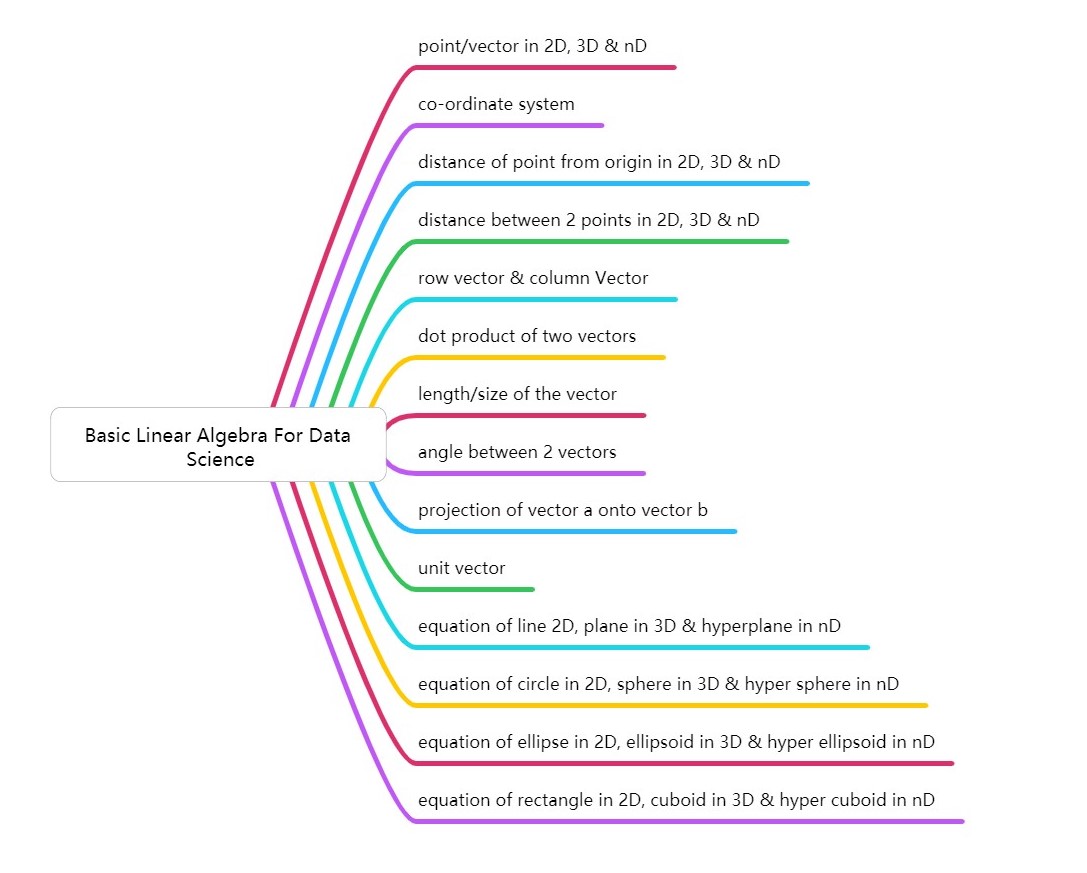 point/vector in 2D, 3D & nD
co-ordinate system
distance of point from origin in 2D, 3D & nD
distance between 2 points in 2D, 3D & nD
row vector & column Vector
dot product of two vectors
length/size of the vector
Basic Linear Algebra For Data
Science
angle between 2 vectors
projection of vector a onto vector b
unit vector
equation of line 2D, plane in 3D & hyperplane in nD
equation of circle in 2D, sphere in 3D & hyper sphere in nD
equation of ellipse in 2D, ellipsoid in 3D & hyper ellipsoid in nD
equation of rectangle in 2D, cuboid in 3D & hyper cuboid in nD